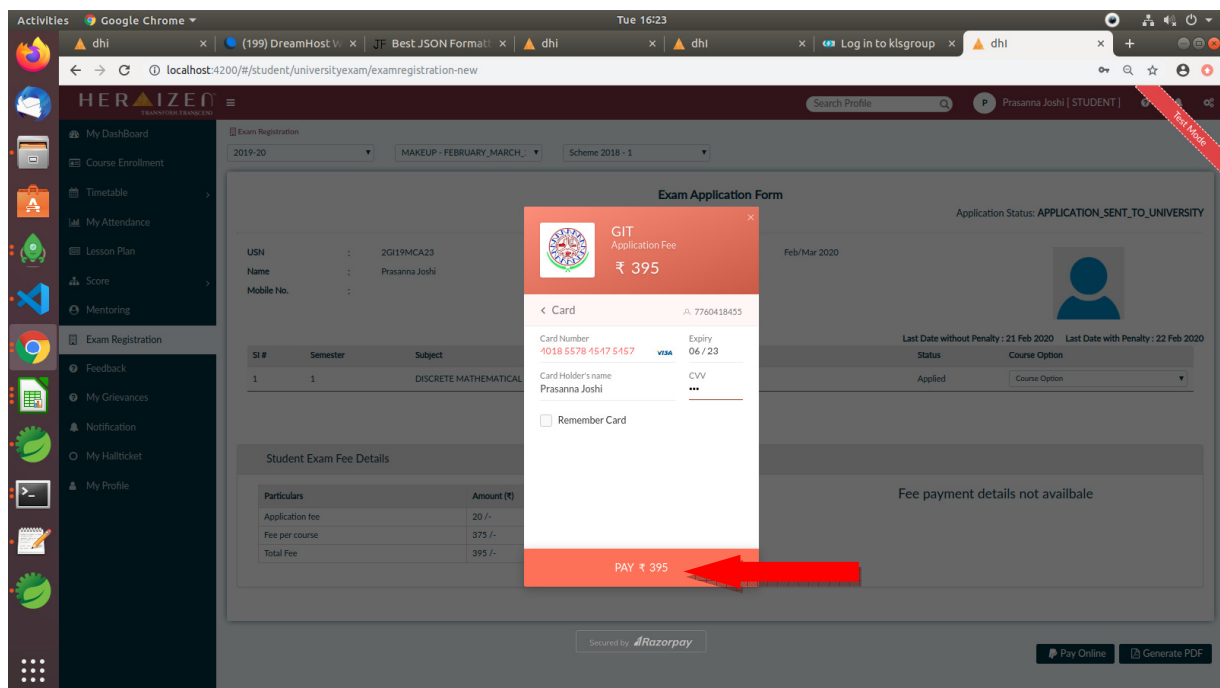 Activities Google Chrome Tue 16:23
dhi (199) DreamHost W JF Best JSON Formatt dhi dhi Log in to klsgroup dhi
localhost:4200/#/student/universityexam/examregistration-new
HERAIZEN
TRANSFORM TRANSCEND
Search Profile
P Prasanna Joshi [ STUDENT ]
Test Mode
My DashBoard
Course Enrollment
Timetable
My Attendance
Lesson Plan
Score
Mentoring
Exam Registration
Feedback
My Grievances
Notification
My Hallticket
My Profile
Exam Registration
2019-20 MAKEUP - FEBRUARY_MARCH_: Scheme 2018 - 1
Exam Application Form
Application Status: APPLICATION_SENT_TO_UNIVERSITY
USN : 2GI19MCA23 Feb/Mar 2020
Name : Prasanna Joshi
Mobile No. :
Last Date without Penalty : 21 Feb 2020 Last Date with Penalty : 22 Feb 2020
Sl # Semester Subject Status Course Option
1 1 DISCRETE MATHEMATICAL Applied Course Option
Student Exam Fee Details
Particulars Amount (₹)
Application fee 20 /-
Fee per course 375 /-
Total Fee 395 /-
Fee payment details not availbale
GIT
Application Fee
₹ 395
Card 7760418455
Card Number Expiry
4018 5578 4547 5457 VISA 06 / 23
Card Holder's name CVV
Prasanna Joshi •••
Remember Card
PAY ₹ 395
Secured by Razorpay
Pay Online Generate PDF